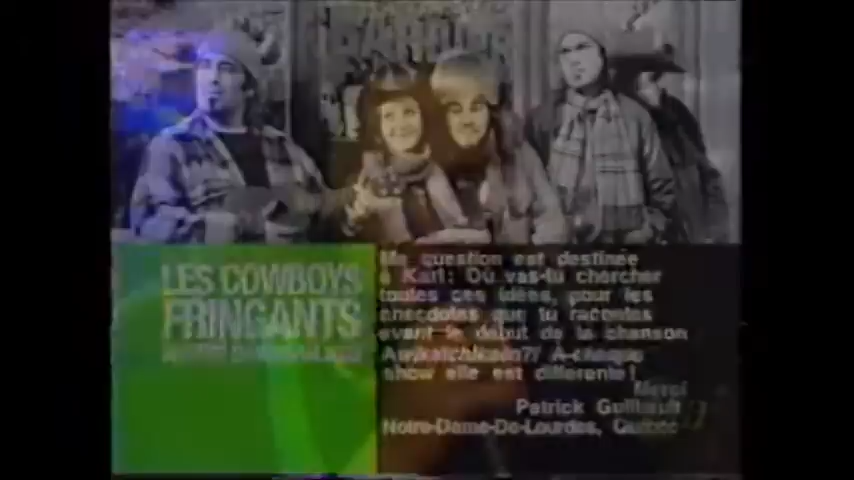 LES COWBOYS
FRINGANTS
Ma question est destinée
à Karl: Où vas-tu chercher
toutes ces idées, pour les
anecdotes que tu racontes
avant le début de la chanson
À chaque
show elle est différente!
Merci
Patrick Guilbault
Notre-Dame-De-Lourdes, Québec